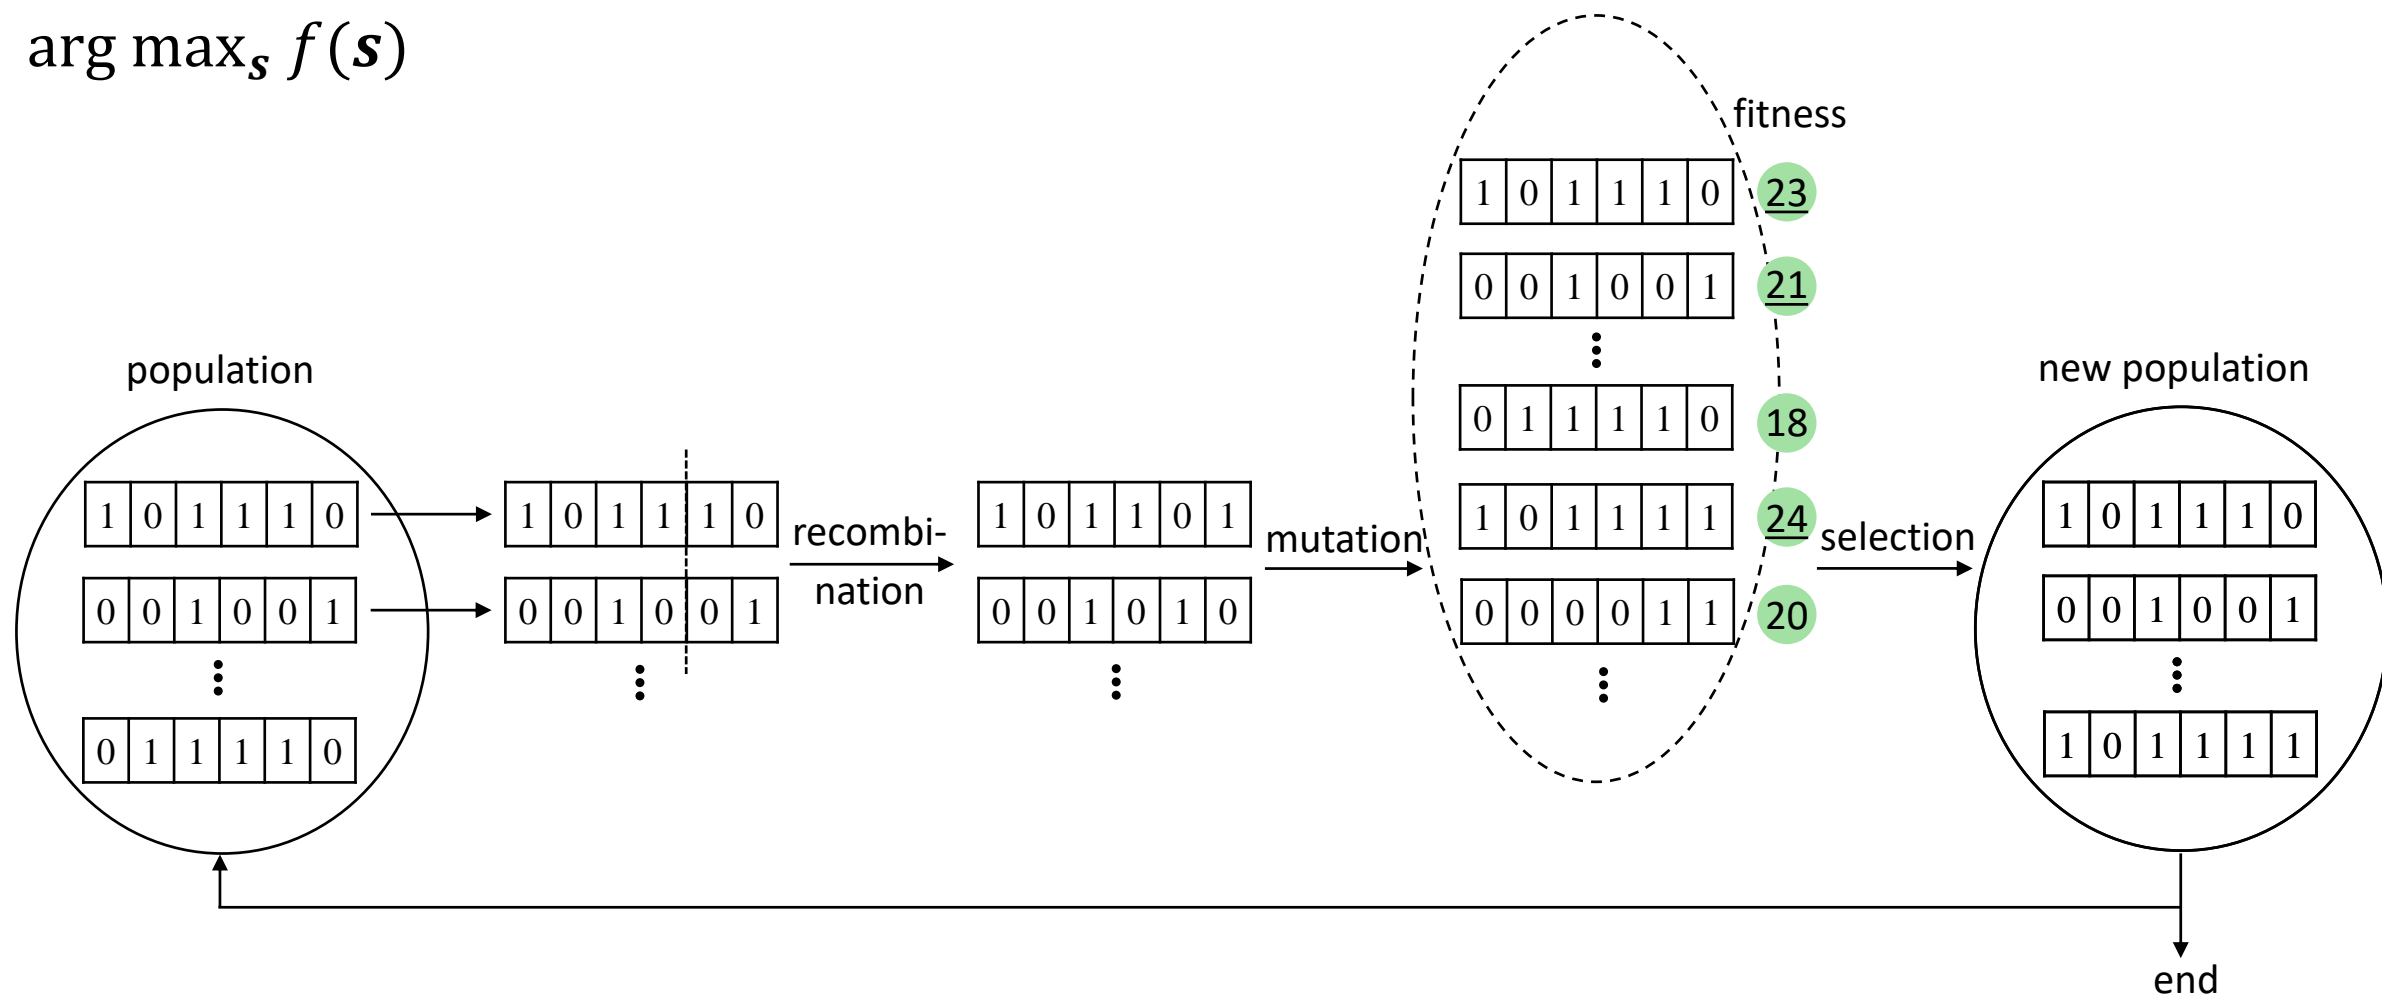 arg max_s f(s)
fitness
1 0 1 1 1 0 23
0 0 1 0 0 1 21
0 1 1 1 1 0 18
1 0 1 1 1 1 24
0 0 0 0 1 1 20
population
1 0 1 1 1 0
0 0 1 0 0 1
0 1 1 1 1 0
1 0 1 1 1 0
0 0 1 0 0 1
recombi-
nation
1 0 1 1 0 1
0 0 1 0 1 0
mutation
selection
new population
1 0 1 1 1 0
0 0 1 0 0 1
1 0 1 1 1 1
end